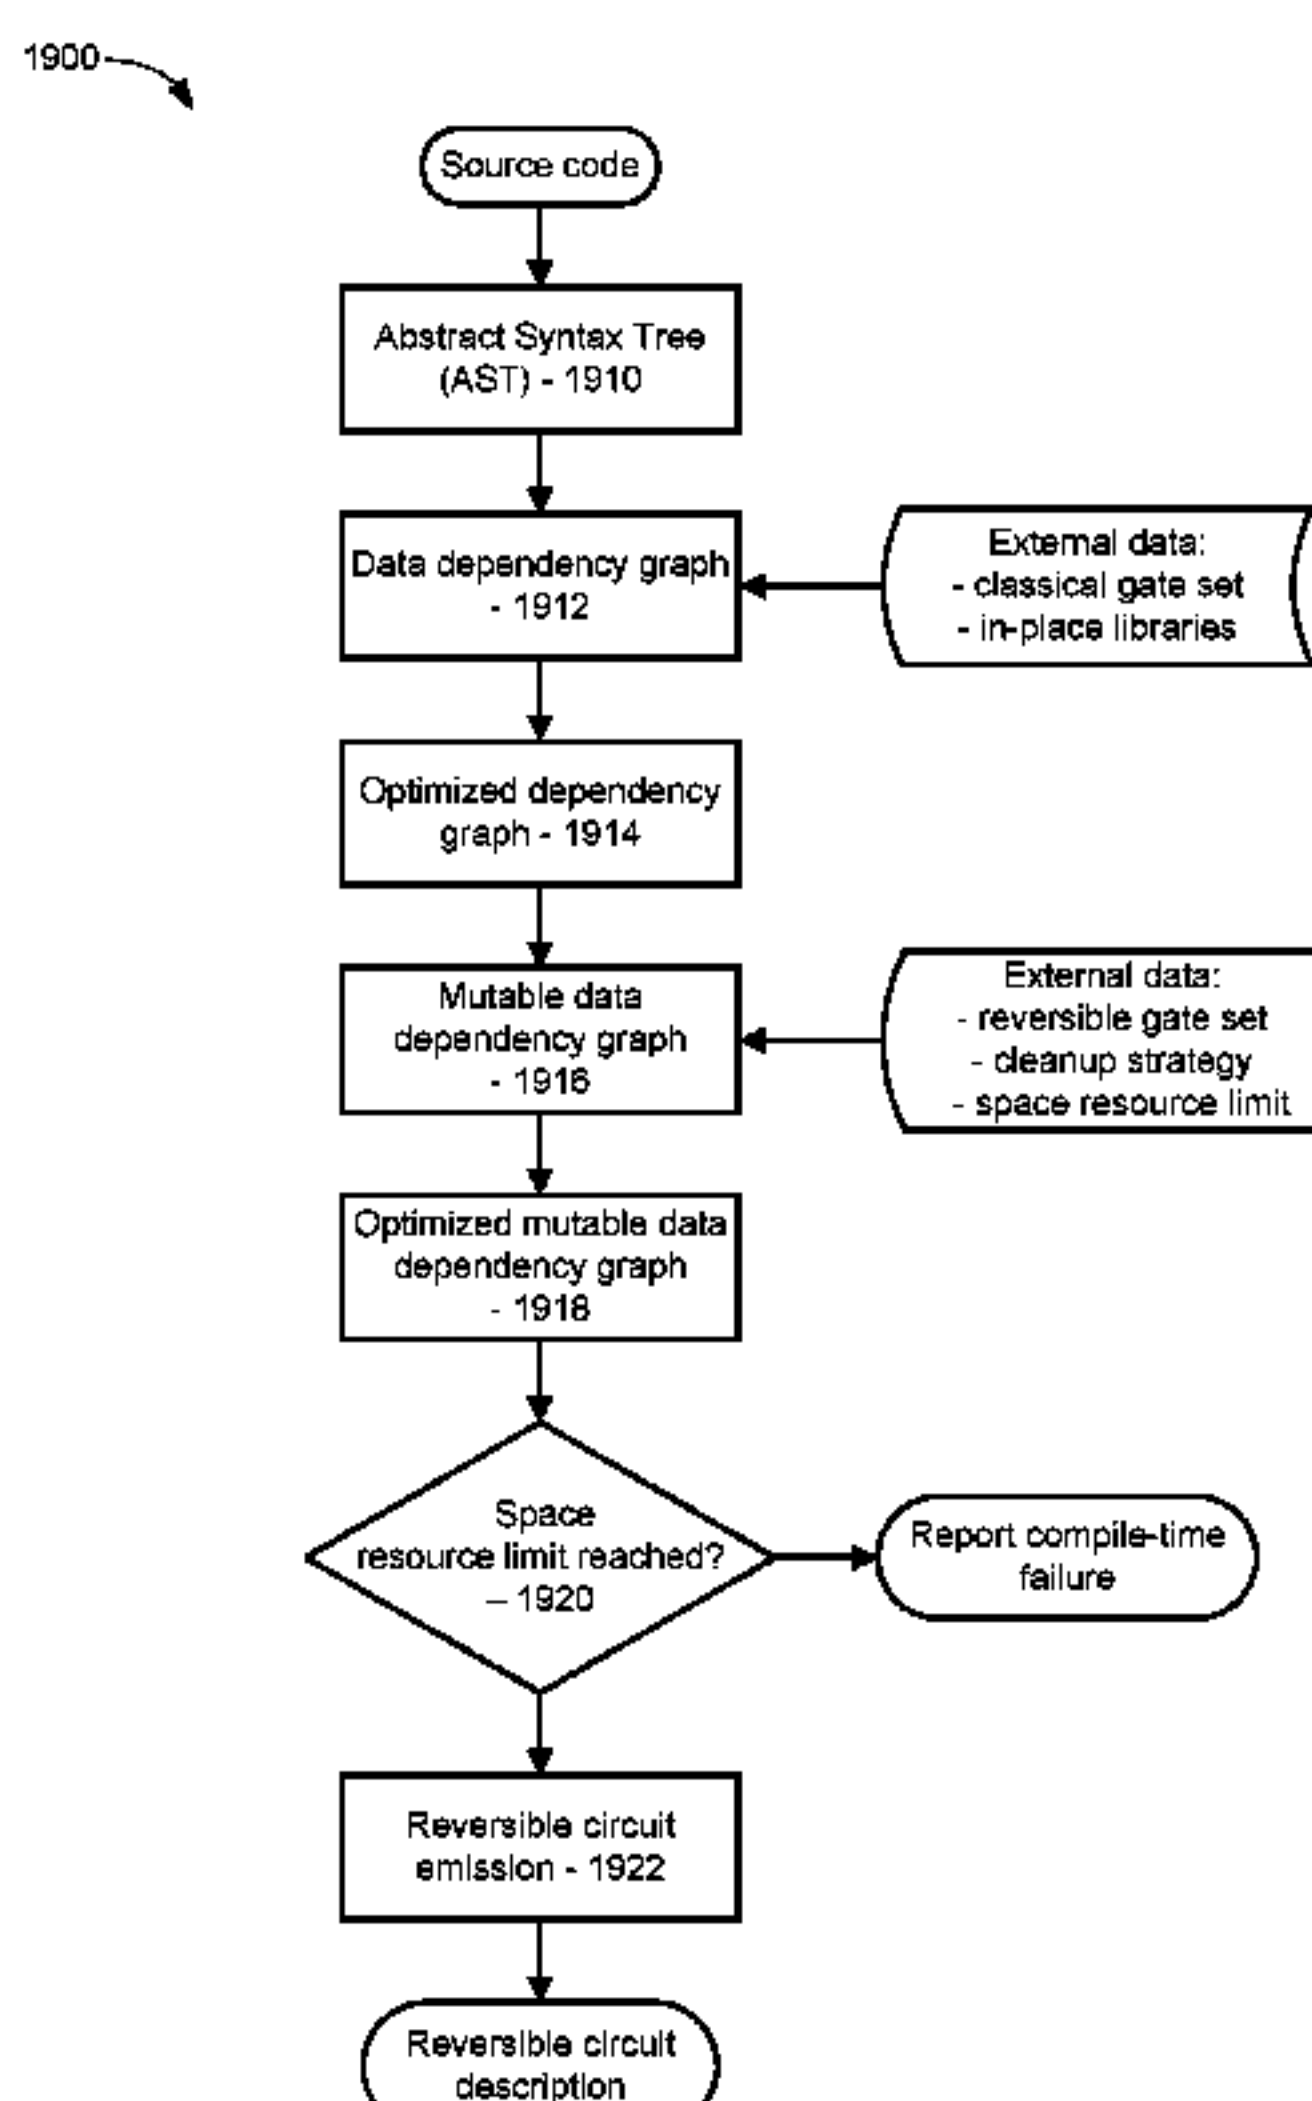 1900
Source code
Abstract Syntax Tree
(AST) - 1910
Data dependency graph
- 1912
External data:
- classical gate set
- in-place libraries
Optimized dependency
graph - 1914
Mutable data
dependency graph
- 1916
External data:
- reversible gate set
- cleanup strategy
- space resource limit
Optimized mutable data
dependency graph
- 1918
Space
resource limit reached?
– 1920
Report compile-time
failure
Reversible circuit
emission - 1922
Reversible circuit
description